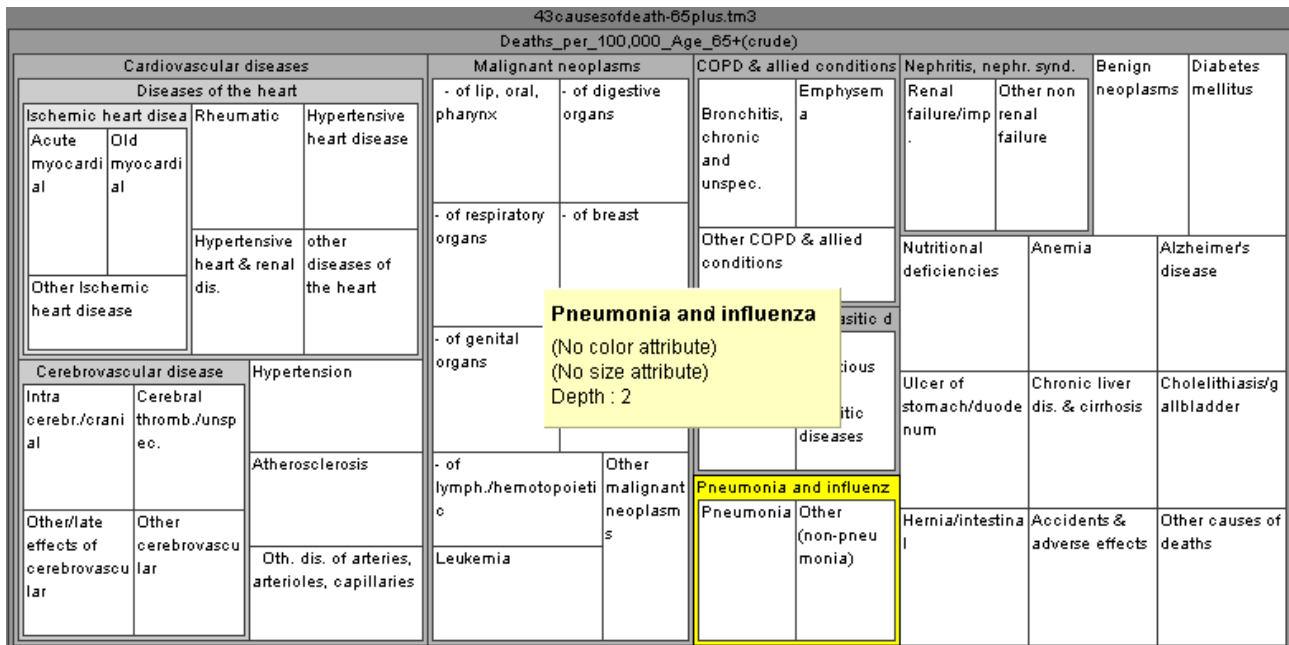 43causesofdeath-65plus.tm3
Deaths_per_100,000_Age_65+(crude)
Cardiovascular diseases
Diseases of the heart
Ischemic heart disea
Acute
myocardi
al
Old
myocardi
al
Other Ischemic
heart disease
Rheumatic
Hypertensive
heart disease
Hypertensive
heart & renal
dis.
other
diseases of
the heart
Cerebrovascular disease
Intra
cerebr./crani
al
Cerebral
thromb./unsp
ec.
Other/late
effects of
cerebrovascu
lar
Other
cerebrovascu
lar
Hypertension
Atherosclerosis
Oth. dis. of arteries,
arterioles, capillaries
Malignant neoplasms
- of lip, oral,
pharynx
- of digestive
organs
- of respiratory
organs
- of breast
- of genital
organs
- of
lymph./hemotopoieti
c
Other
malignant
neoplasm
s
Leukemia
COPD & allied conditions
Bronchitis,
chronic
and
unspec.
Emphysem
a
Other COPD & allied
conditions
asitic d
tious
itic
diseases
Pneumonia and influenza
(No color attribute)
(No size attribute)
Depth : 2
Pneumonia and influenz
Pneumonia
Other
(non-pneu
monia)
Nephritis, nephr. synd.
Renal
failure/imp
.
Other non
renal
failure
Benign
neoplasms
Diabetes
mellitus
Nutritional
deficiencies
Anemia
Alzheimer's
disease
Ulcer of
stomach/duode
num
Chronic liver
dis. & cirrhosis
Cholelithiasis/g
allbladder
Hernia/intestina
l
Accidents &
adverse effects
Other causes of
deaths